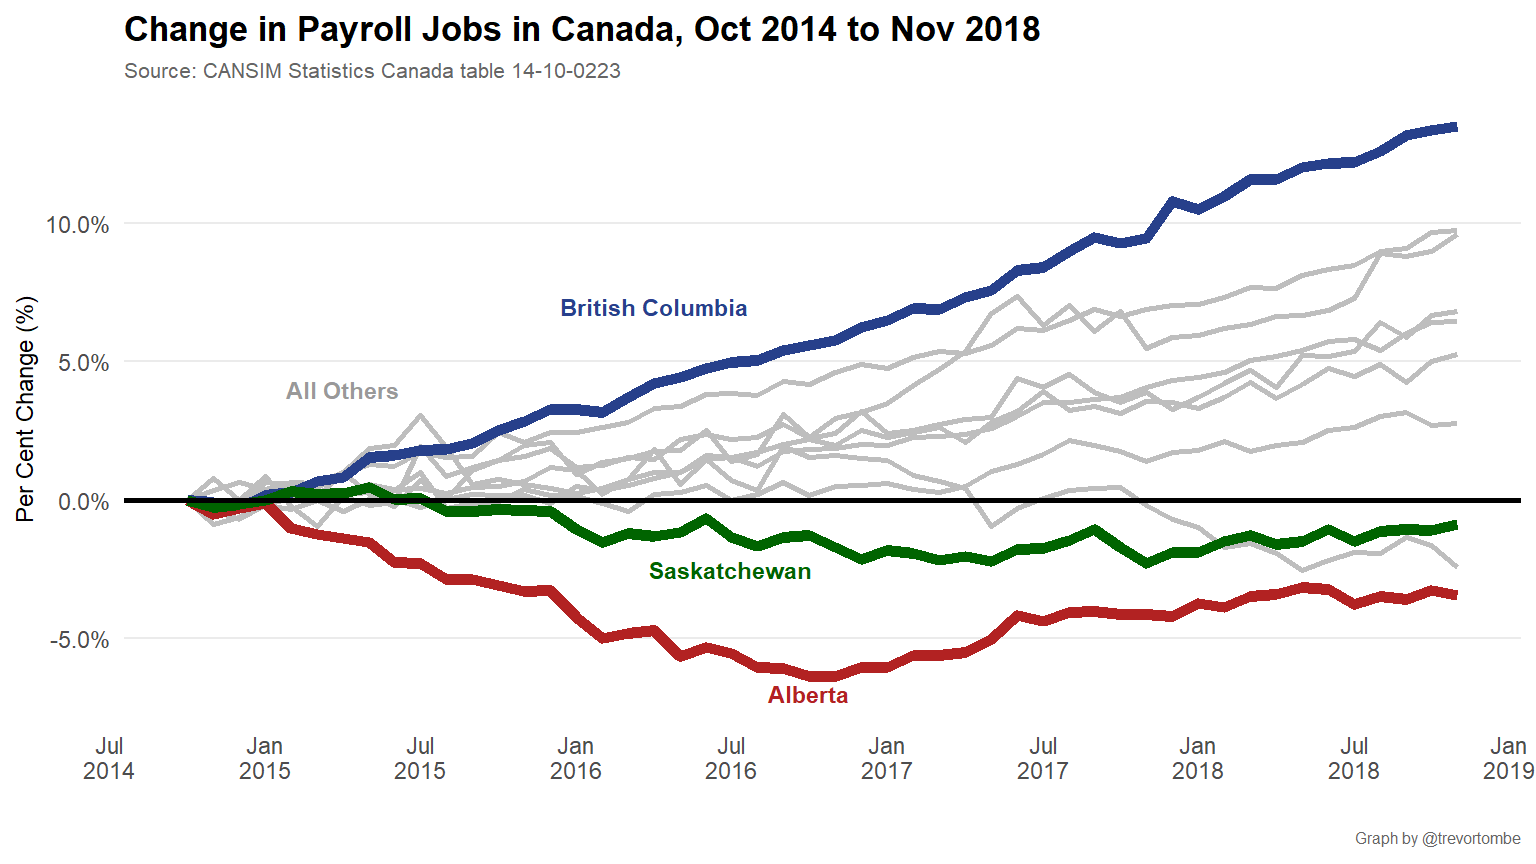 Change in Payroll Jobs in Canada, Oct 2014 to Nov 2018
Source: CANSIM Statistics Canada table 14-10-0223
Per Cent Change (%)
10.0%
5.0%
0.0%
-5.0%
British Columbia
All Others
Saskatchewan
Alberta
Jul Jan Jul Jan Jul Jan Jul Jan Jul Jan
2014 2015 2015 2016 2016 2017 2017 2018 2018 2019
Graph by @trevortombe